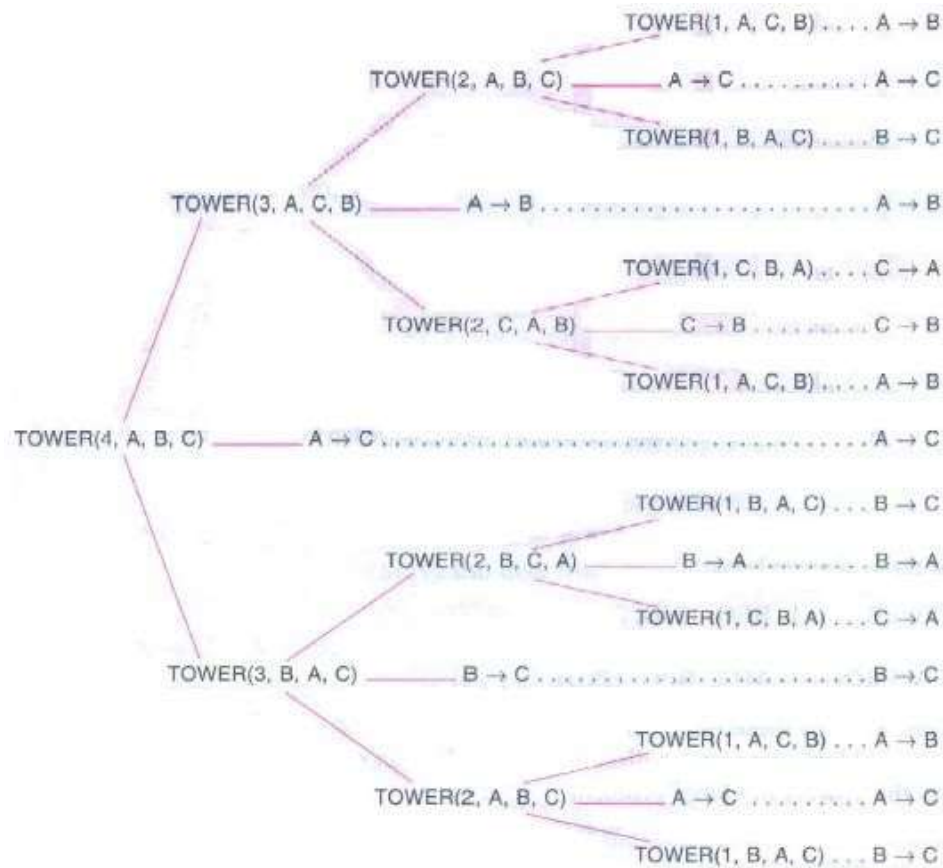 TOWER(1, A, C, B) . . . . A → B
TOWER(2, A, B, C) A → C . . . . . . . . . . A → C
TOWER(1, B, A, C) . . . . B → C
TOWER(3, A, C, B) A → B . . . . . . . . . . . . . . . . . . . . . . . . . . A → B
TOWER(1, C, B, A) . . . . C → A
TOWER(2, C, A, B) C → B . . . . . . . . . C → B
TOWER(1, A, C, B) . . . . A → B
TOWER(4, A, B, C) A → C . . . . . . . . . . . . . . . . . . . . . . . . . . . . . . . . . . . . . . . A → C
TOWER(1, B, A, C) . . . B → C
TOWER(2, B, C, A) B → A . . . . . . . . . B → A
TOWER(1, C, B, A) . . . C → A
TOWER(3, B, A, C) B → C . . . . . . . . . . . . . . . . . . . . . . . . . . B → C
TOWER(1, A, C, B) . . . A → B
TOWER(2, A, B, C) A → C . . . . . . . . . A → C
TOWER(1, B, A, C) . . . B → C